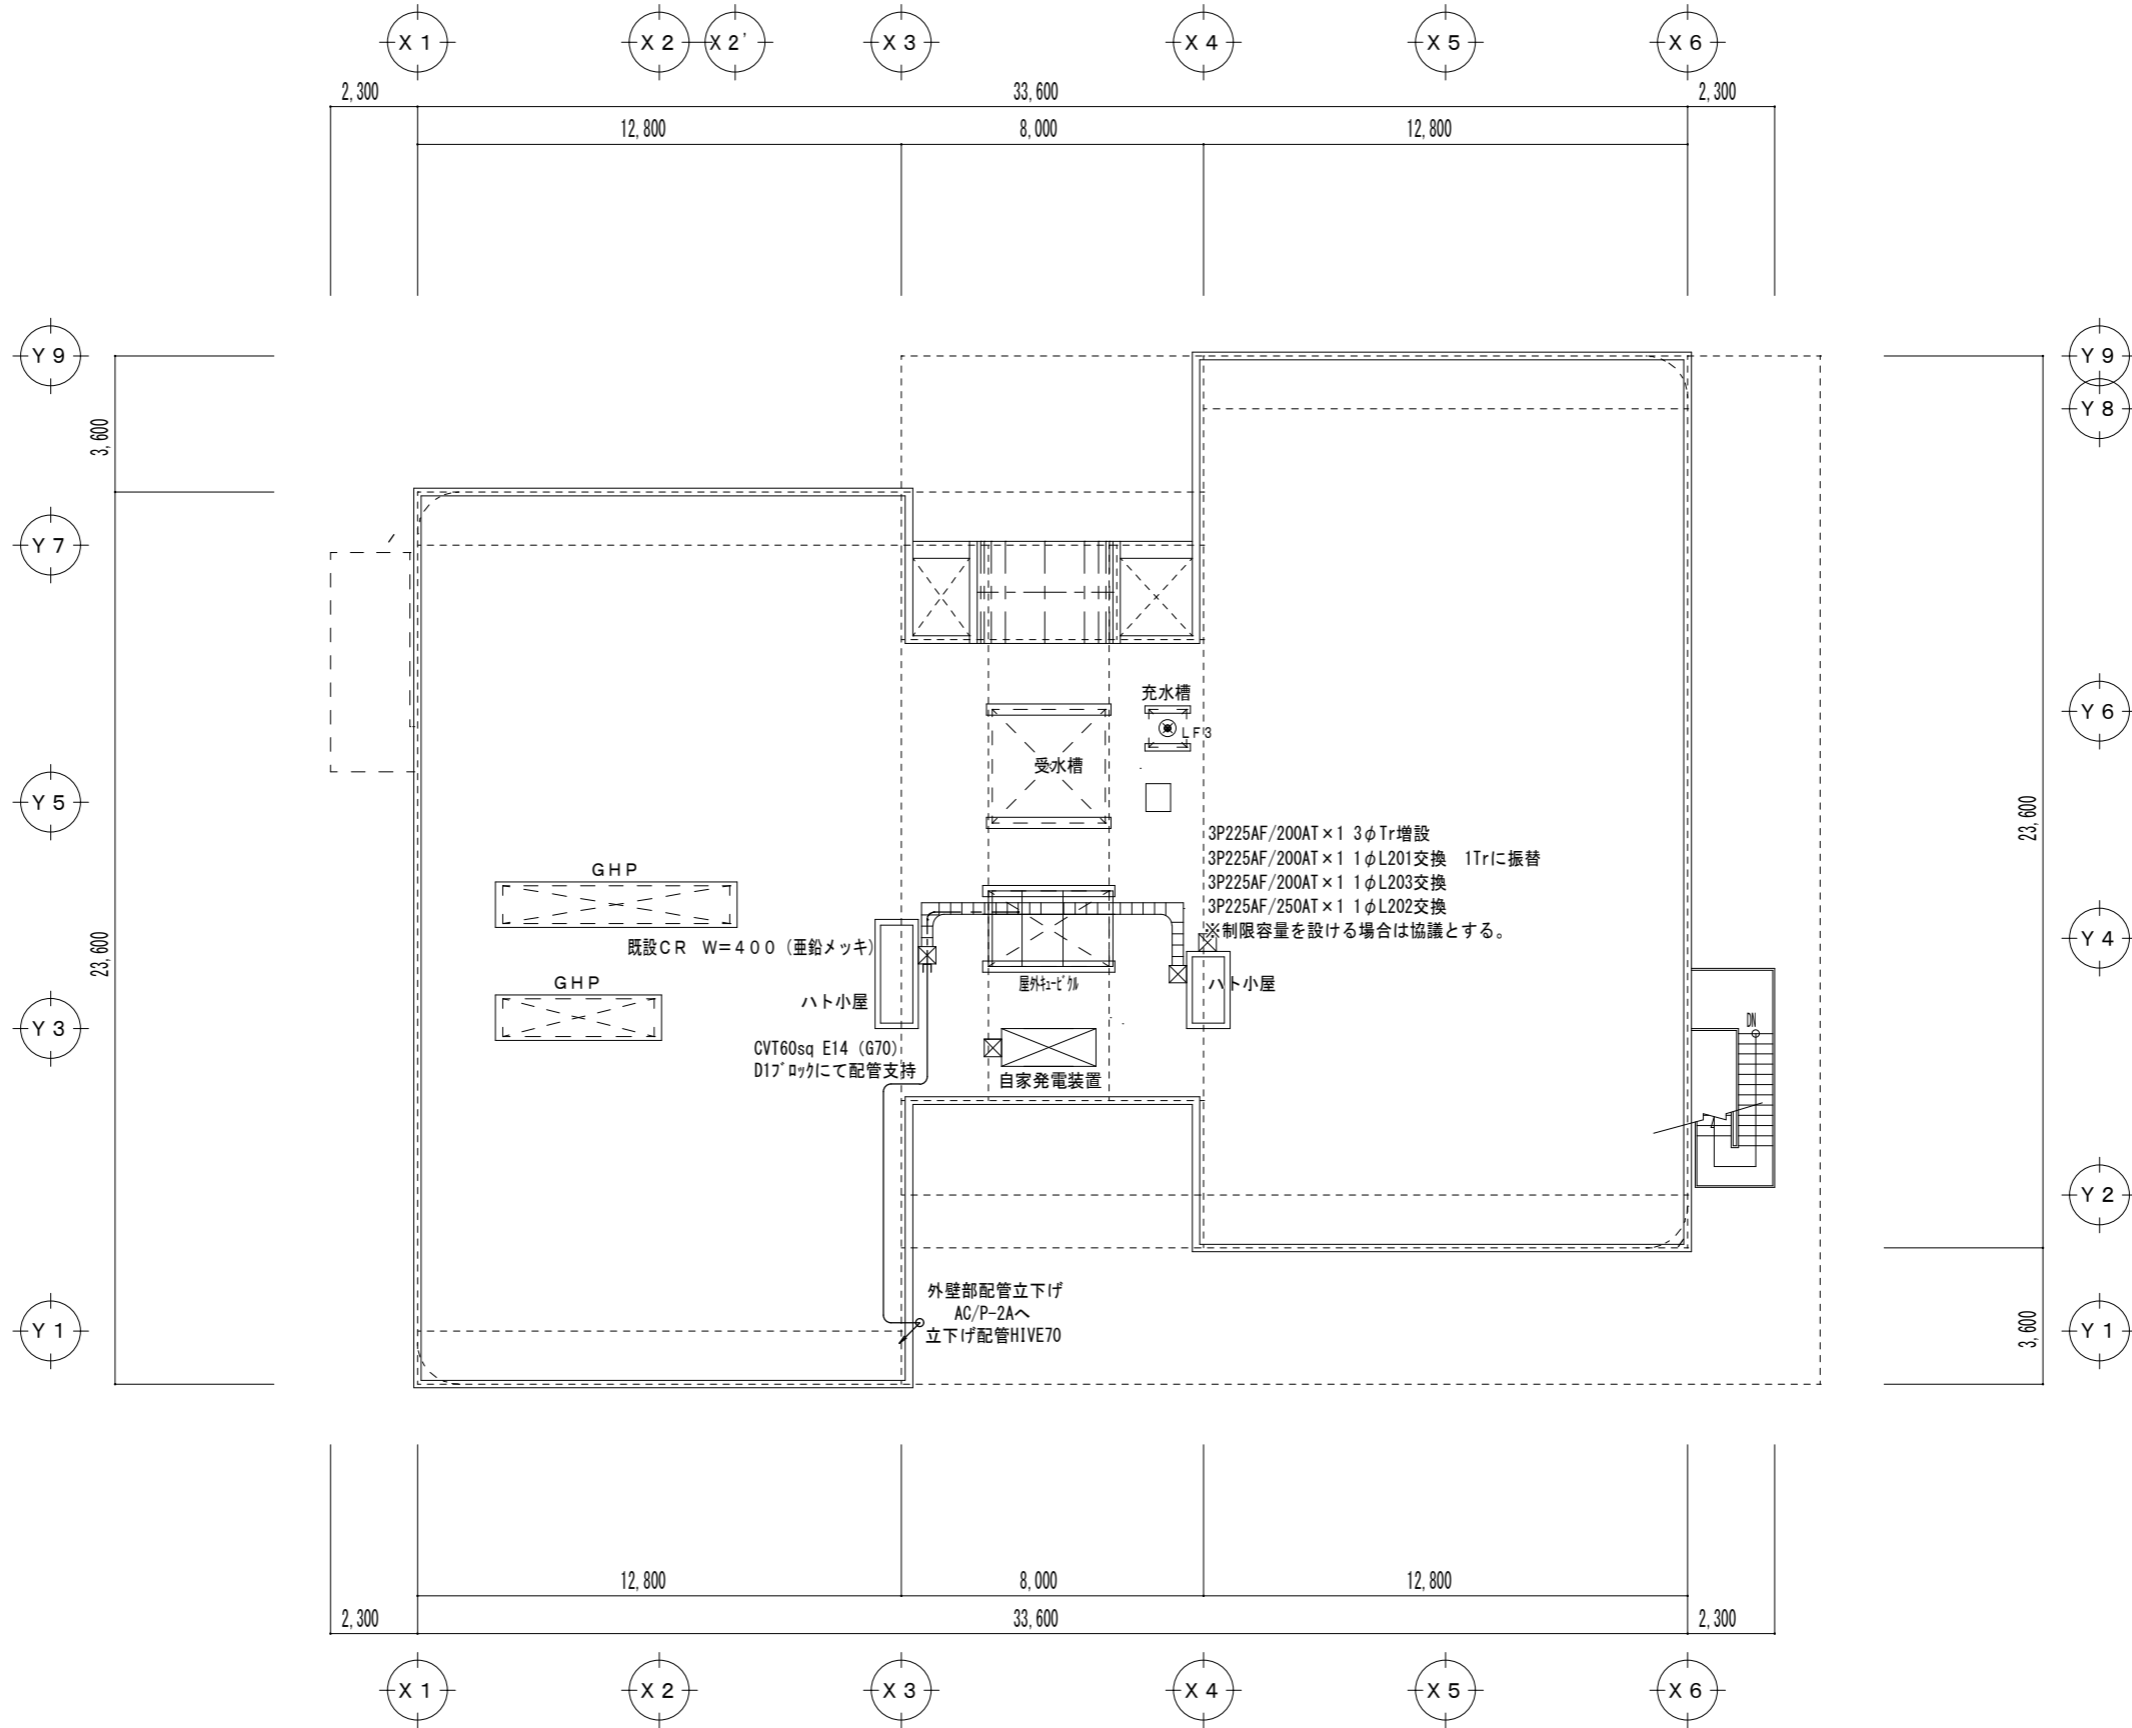 X1 X2 X2' X3 X4 X5 X6
2,300 33,600 2,300
12,800 8,000 12,800
Y9 Y9
Y8
3,600
Y7
充水槽
Y6
LF3
受水槽
Y5
23,600
3P225AF/200AT×1 3φTr増設
3P225AF/200AT×1 1φL201交換 1Trに振替
3P225AF/200AT×1 1φL203交換
3P225AF/250AT×1 1φL202交換
※制限容量を設ける場合は協議とする。
GHP
Y4
既設CR W=400(亜鉛メッキ)
23,600
GHP
屋外キュービクル
ハト小屋
ハト小屋
Y3
DN
CVT60sq E14 (G70)
D1ブロックにて配管支持
自家発電装置
Y2
外壁部配管立下げ
AC/P-2Aへ
立下げ配管HIVE70
Y1 Y1
3,600
12,800 8,000 12,800
2,300 33,600 2,300
X1 X2 X3 X4 X5 X6